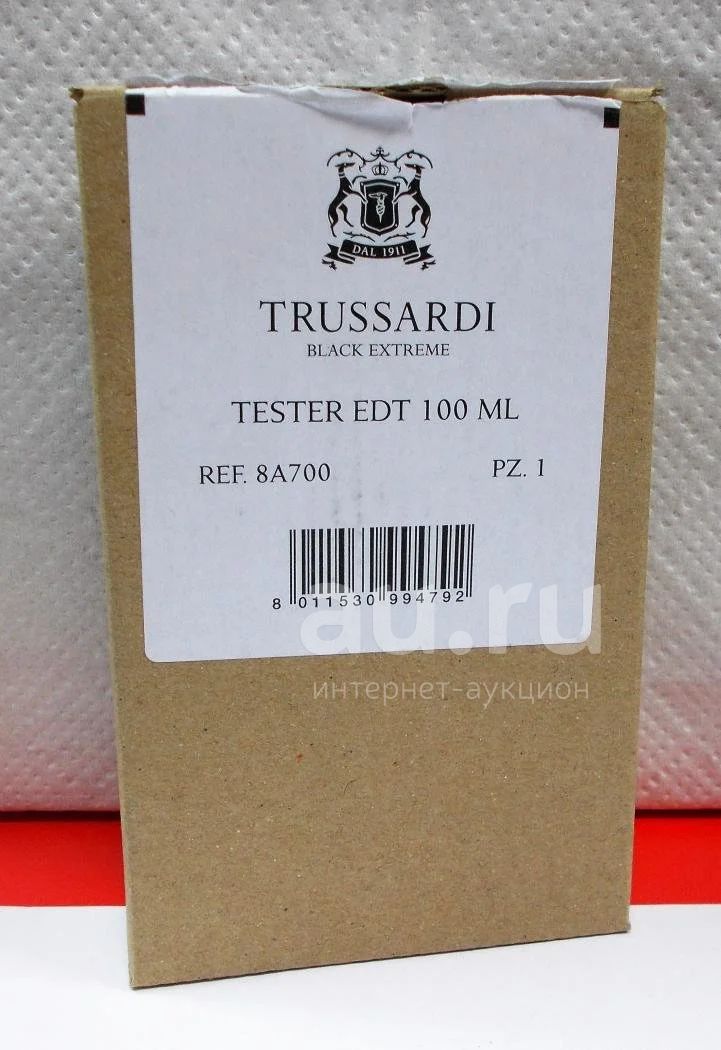 DAL 1911
TRUSSARDI
BLACK EXTREME
TESTER EDT 100 ML
REF. 8A700 PZ. 1
8 011530 994792
au.ru
интернет-аукцион